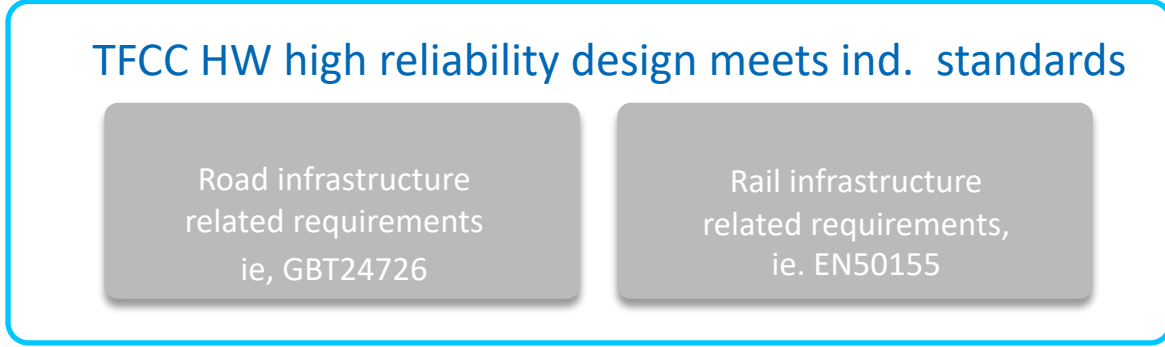 TFCC HW high reliability design meets ind. standards
Road infrastructure
related requirements
ie, GBT24726
Rail infrastructure
related requirements,
ie. EN50155